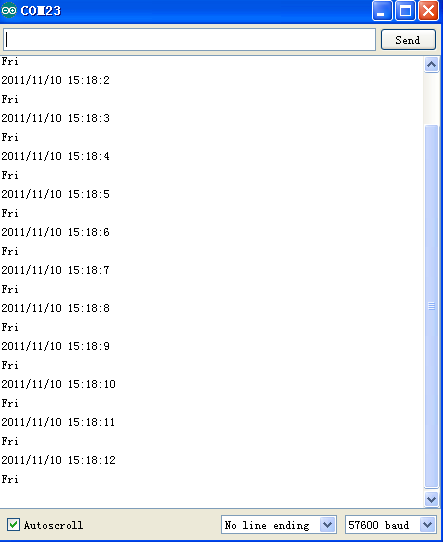 COM23
Send
Fri
2011/11/10 15:18:2
Fri
2011/11/10 15:18:3
Fri
2011/11/10 15:18:4
Fri
2011/11/10 15:18:5
Fri
2011/11/10 15:18:6
Fri
2011/11/10 15:18:7
Fri
2011/11/10 15:18:8
Fri
2011/11/10 15:18:9
Fri
2011/11/10 15:18:10
Fri
2011/11/10 15:18:11
Fri
2011/11/10 15:18:12
Fri
Autoscroll No line ending 57600 baud